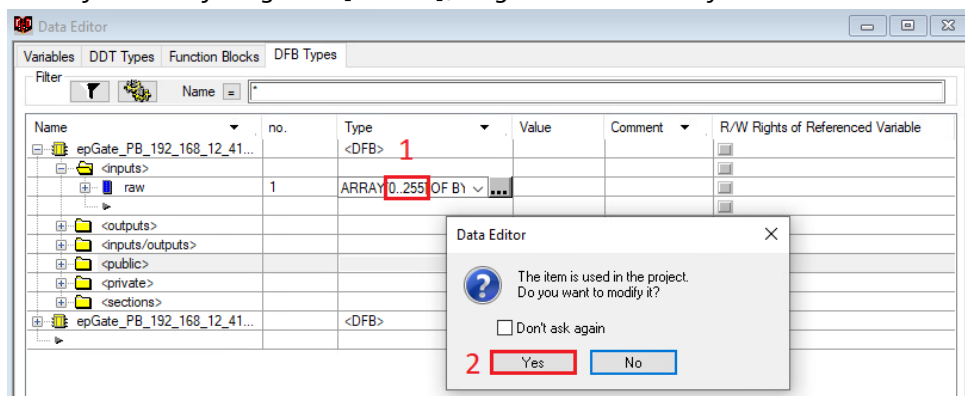 Data Editor
Variables DDT Types Function Blocks DFB Types
Filter
Name = *
Name no. Type Value Comment R/W Rights of Referenced Variable
epGate_PB_192_168_12_41... <DFB> 1
<inputs>
raw 1 ARRAY[0..255] OF BY ...
<outputs>
<inputs/outputs>
<public>
<private>
<sections>
epGate_PB_192_168_12_41... <DFB>
Data Editor
The item is used in the project.
Do you want to modify it?
Don't ask again
2 Yes No